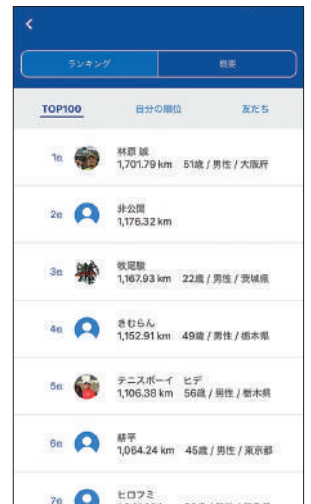 ランキング 概要
TOP100 自分の順位 友だち
1位
林原 誠
1,701.79 km 51歳 / 男性 / 大阪府
2位
非公開
1,176.32 km
3位
牧尾駿
1,167.93 km 22歳 / 男性 / 茨城県
4位
きむらん
1,152.91 km 49歳 / 男性 / 栃木県
5位
テニスボーイ ヒデ
1,106.38 km 56歳 / 男性 / 栃木県
6位
耕平
1,064.24 km 45歳 / 男性 / 東京都
7位
ヒロフミ